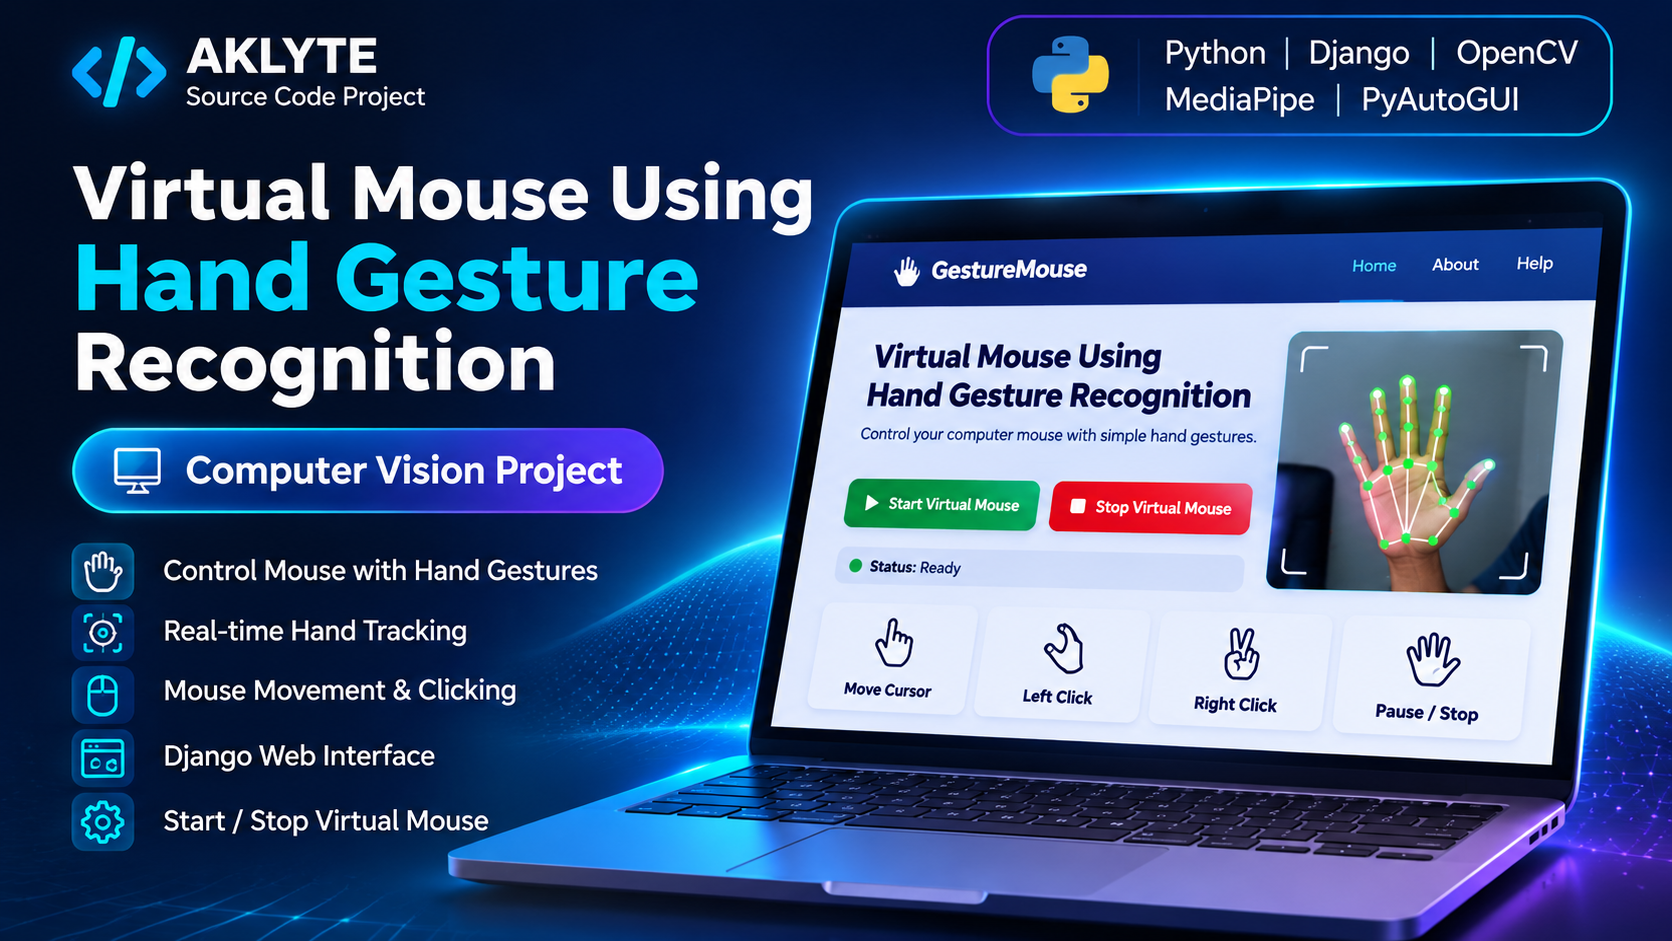 AKLYTE
Source Code Project
Python | Django | OpenCV
MediaPipe | PyAutoGUI
Virtual Mouse Using
Hand Gesture
Recognition
Computer Vision Project
Control Mouse with Hand Gestures
Real-time Hand Tracking
Mouse Movement & Clicking
Django Web Interface
Start / Stop Virtual Mouse
GestureMouse
Home About Help
Virtual Mouse Using
Hand Gesture Recognition
Control your computer mouse with simple hand gestures.
Start Virtual Mouse
Stop Virtual Mouse
Status: Ready
Move Cursor
Left Click
Right Click
Pause / Stop